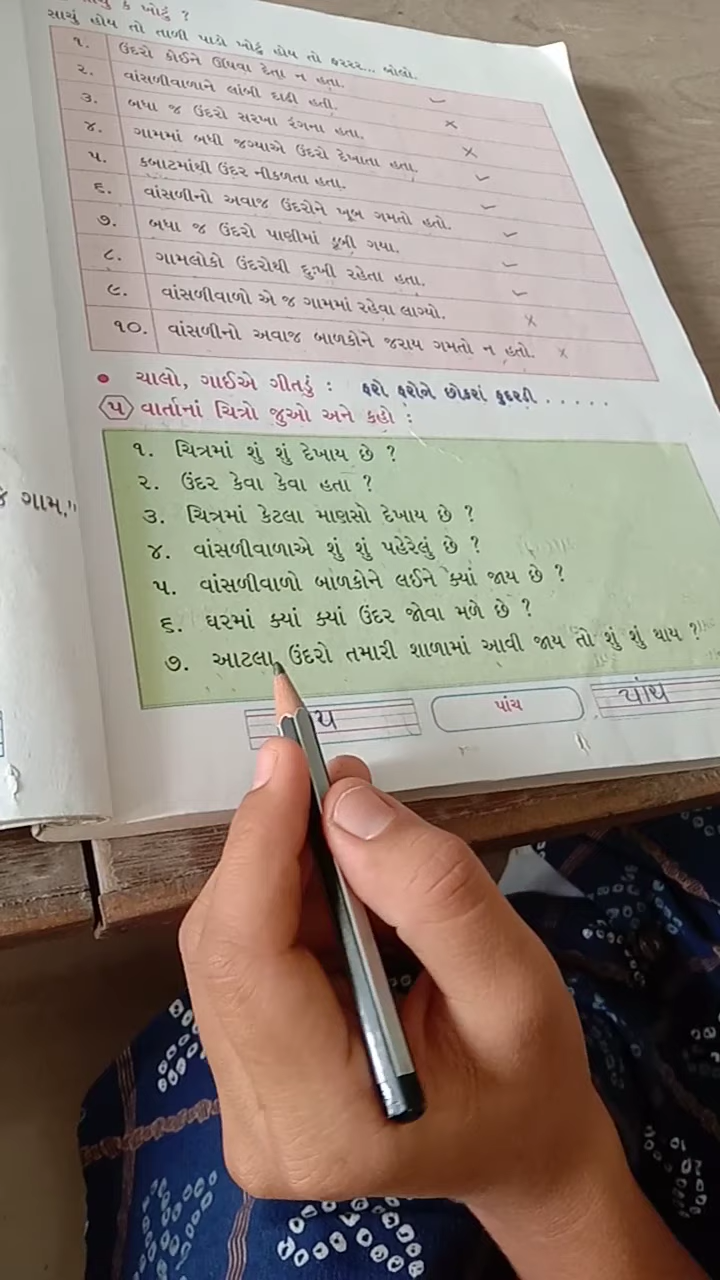 કે ખોટું ?
સાચું હોય તો તાળી પાડો ખોટું હોય તો ફરરર... બોલો.
૧. ઉંદરો કોઈને ઊંઘવા દેતા ન હતા. ✓
૨. વાંસળીવાળાને લાંબી દાઢી હતી. ×
૩. બધા જ ઉંદરો સરખા રંગના હતા. ×
૪. ગામમાં બધી જગ્યાએ ઉંદરો દેખાતા હતા. ✓
૫. કબાટમાંથી ઉંદર નીકળતા હતા. ✓
૬. વાંસળીનો અવાજ ઉંદરોને ખૂબ ગમતો હતો. ✓
૭. બધા જ ઉંદરો પાણીમાં ડૂબી ગયા. ✓
૮. ગામલોકો ઉંદરોથી દુઃખી રહેતા હતા. ✓
૯. વાંસળીવાળો એ જ ગામમાં રહેવા લાગ્યો. ×
૧૦. વાંસળીનો અવાજ બાળકોને જરાય ગમતો ન હતો. ×
• ચાલો, ગાઈએ ગીતડું : ફરો ફરોને છોકરાં ફુદરડી . . . . .
૫ વાર્તાનાં ચિત્રો જુઓ અને કહો :
૧. ચિત્રમાં શું શું દેખાય છે ?
૨. ઉંદર કેવા કેવા હતા ?
૩. ચિત્રમાં કેટલા માણસો દેખાય છે ?
૪. વાંસળીવાળાએ શું શું પહેરેલું છે ?
૫. વાંસળીવાળો બાળકોને લઈને ક્યાં જાય છે ?
૬. ઘરમાં ક્યાં ક્યાં ઉંદર જોવા મળે છે ?
૭. આટલા ઉંદરો તમારી શાળામાં આવી જાય તો શું શું થાય ?
ગામ."
પાંચ
પાંચ